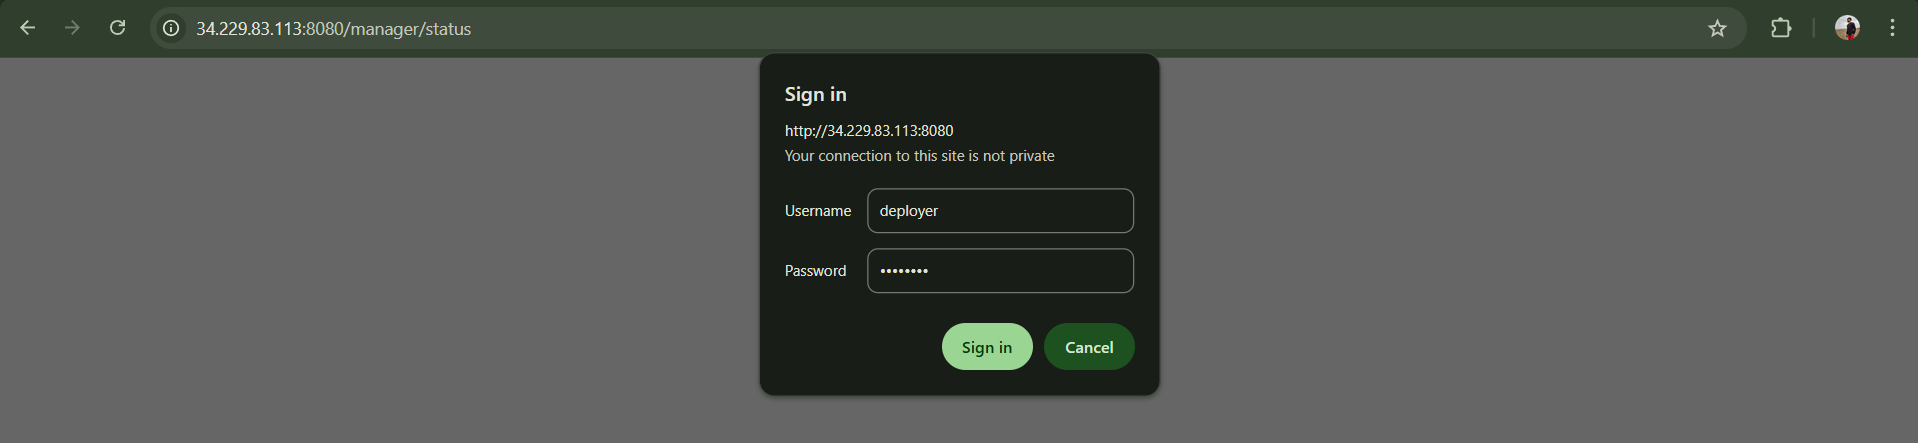 34.229.83.113:8080/manager/status
Sign in
http://34.229.83.113:8080
Your connection to this site is not private
Username deployer
Password ••••••••
Sign in Cancel